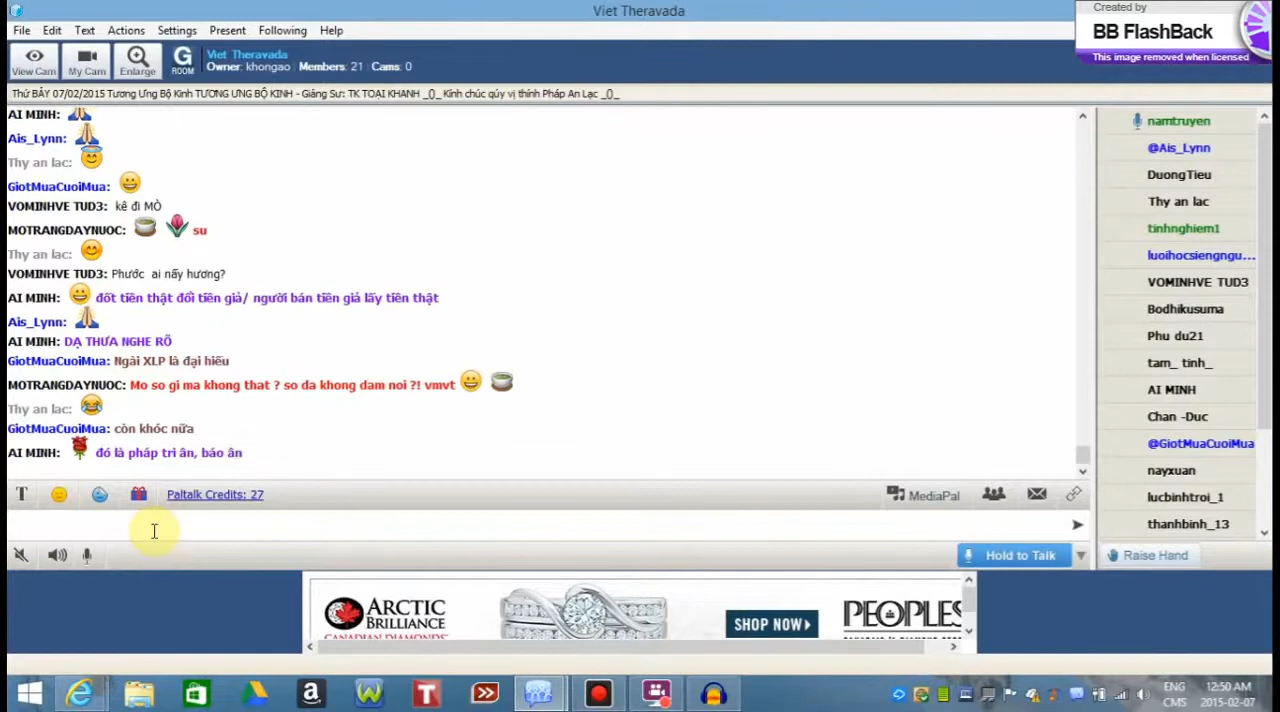 Viet Theravada
Created by
BB FlashBack
This image removed when licensed
File Edit Text Actions Settings Present Following Help
View Cam My Cam Enlarge G ROOM
Viet Theravada
Owner: khongao Members: 21 Cams: 0
Thứ BẢY 07/02/2015 Tương Ưng Bộ Kinh TƯƠNG ƯNG BỘ KINH - Giảng Sư: TK TOẠI KHANH _()_ Kính chúc qúy vị thính Pháp An Lạc _()_
AI MINH:
Ais_Lynn:
Thy an lac:
GiotMuaCuoiMua:
VOMINHVE TUD3: kê đi MÒ
MOTRANGDAYNUOC: su
Thy an lac:
VOMINHVE TUD3: Phước ai nấy hương?
AI MINH: đốt tiền thật đổi tiền giả/ người bán tiền giả lấy tiền thật
Ais_Lynn:
AI MINH: DẠ THƯA NGHE RÕ
GiotMuaCuoiMua: Ngài XLP là đại hiếu
MOTRANGDAYNUOC: Mo so gi ma khong that ? so da khong dam noi ?! vmvt
Thy an lac:
GiotMuaCuoiMua: còn khóc nữa
AI MINH: đó là pháp tri ân, báo ân
namtruyen
@Ais_Lynn
DuongTieu
Thy an lac
tinhnghiem1
luoihocsiengngu...
VOMINHVE TUD3
Bodhikusuma
Phu du21
tam_ tinh_
AI MINH
Chan -Duc
@GiotMuaCuoiMua
nayxuan
lucbinhtroi_1
thanhbinh_13
T Paltalk Credits: 27 MediaPal
Hold to Talk Raise Hand
ARCTIC
BRILLIANCE
CANADIAN DIAMONDS
SHOP NOW
PEOPLES
ENG 12:50 AM
CMS 2015-02-07